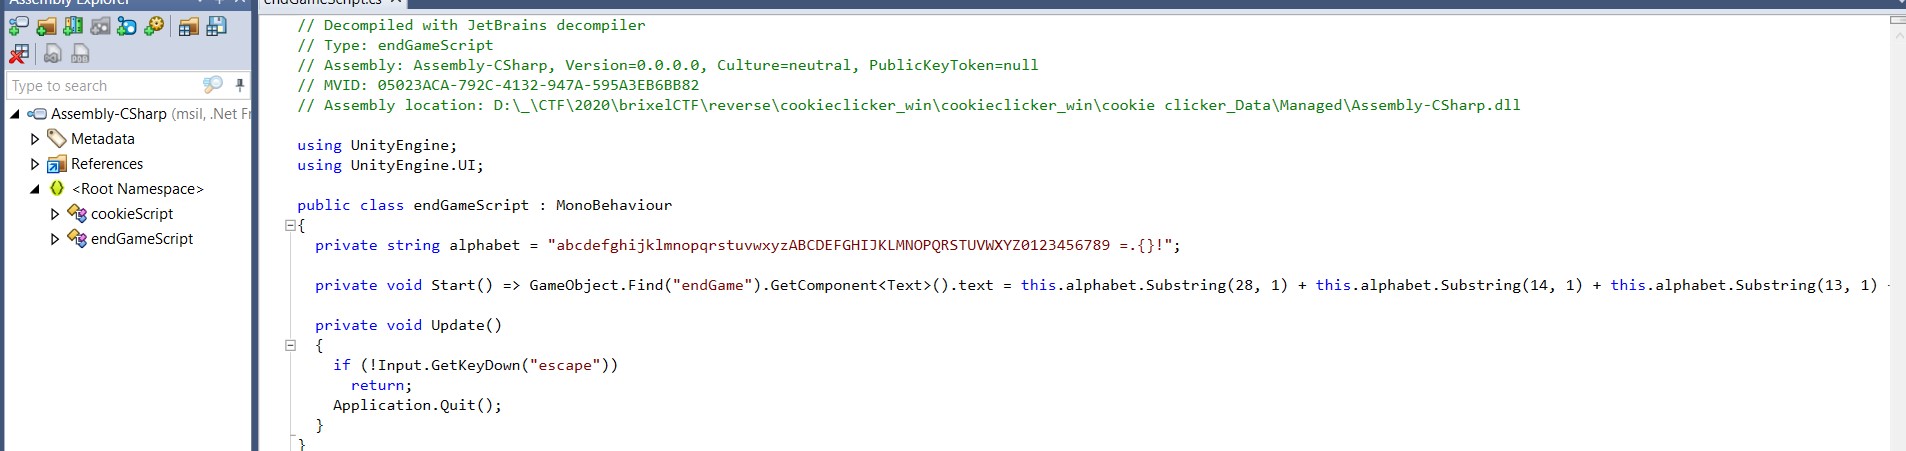 Assembly Explorer
endGameScript.cs
Type to search
Assembly-CSharp (msil, .Net Fr
Metadata
References
<Root Namespace>
cookieScript
endGameScript
// Decompiled with JetBrains decompiler
// Type: endGameScript
// Assembly: Assembly-CSharp, Version=0.0.0.0, Culture=neutral, PublicKeyToken=null
// MVID: 05023ACA-792C-4132-947A-595A3EB6BB82
// Assembly location: D:\_\CTF\2020\brixelCTF\reverse\cookieclicker_win\cookieclicker_win\cookie clicker_Data\Managed\Assembly-CSharp.dll
using UnityEngine;
using UnityEngine.UI;
public class endGameScript : MonoBehaviour
{
private string alphabet = "abcdefghijklmnopqrstuvwxyzABCDEFGHIJKLMNOPQRSTUVWXYZ0123456789 =.{}!";
private void Start() => GameObject.Find("endGame").GetComponent<Text>().text = this.alphabet.Substring(28, 1) + this.alphabet.Substring(14, 1) + this.alphabet.Substring(13, 1)
private void Update()
{
if (!Input.GetKeyDown("escape"))
return;
Application.Quit();
}
}